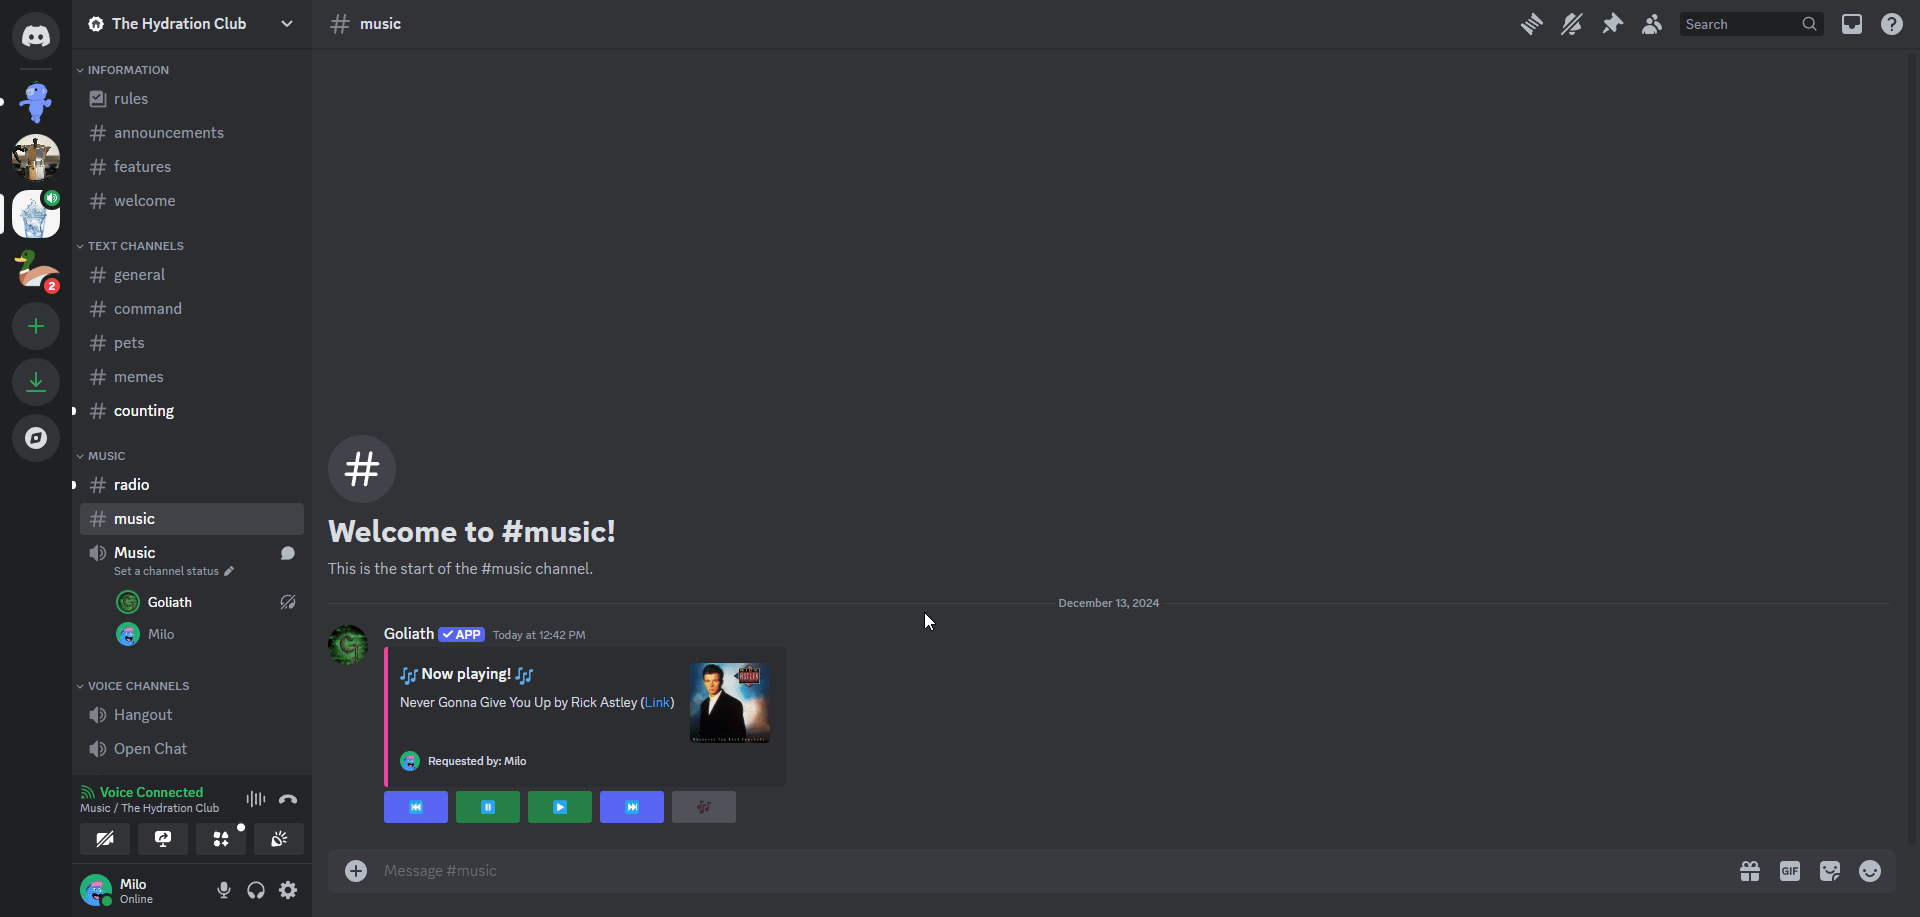 The Hydration Club
INFORMATION
rules
announcements
features
welcome
TEXT CHANNELS
general
command
pets
memes
counting
MUSIC
radio
music
Music
Set a channel status
Goliath
Milo
VOICE CHANNELS
Hangout
Open Chat
Voice Connected
Music / The Hydration Club
Milo
Online
2
music
Search
Welcome to #music!
This is the start of the #music channel.
December 13, 2024
Goliath APP Today at 12:42 PM
Now playing!
Never Gonna Give You Up by Rick Astley (Link)
ASTLEY
Requested by: Milo
Message #music
GIF